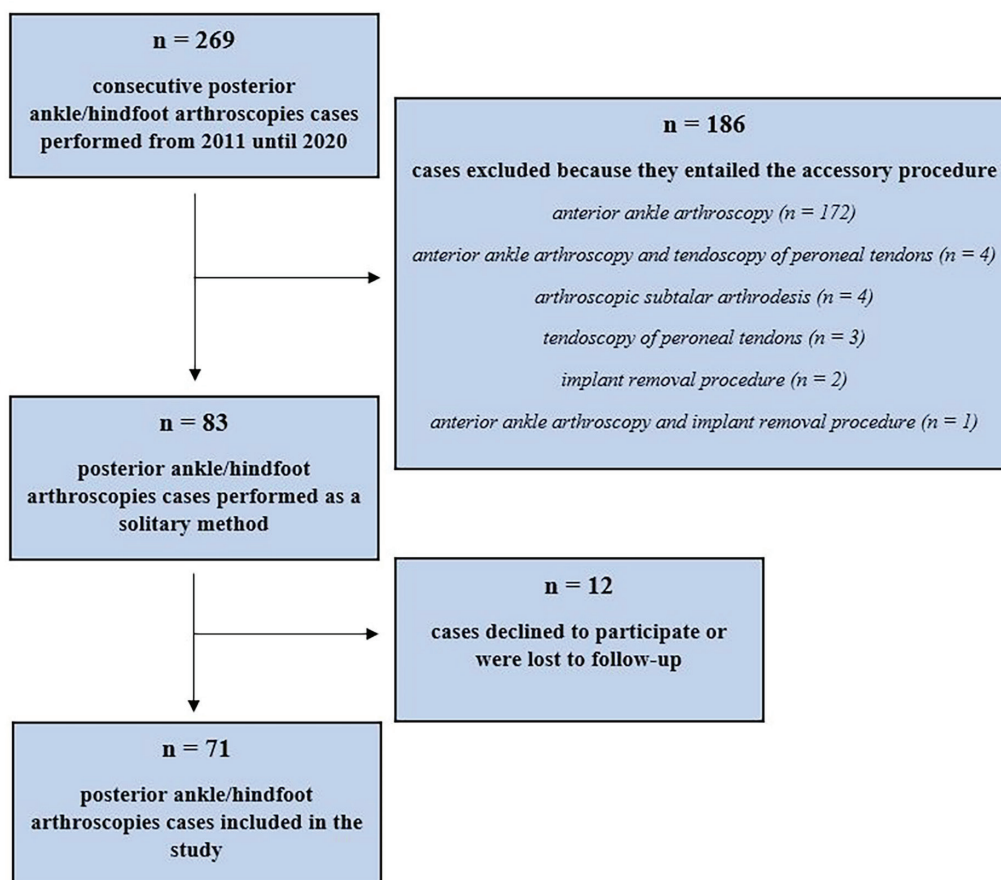 n = 269
consecutive posterior
ankle/hindfoot arthroscopies cases
performed from 2011 until 2020
n = 186
cases excluded because they entailed the accessory procedure
anterior ankle arthroscopy (n = 172)
anterior ankle arthroscopy and tendoscopy of peroneal tendons (n = 4)
arthroscopic subtalar arthrodesis (n = 4)
tendoscopy of peroneal tendons (n = 3)
implant removal procedure (n = 2)
anterior ankle arthroscopy and implant removal procedure (n = 1)
n = 83
posterior ankle/hindfoot
arthroscopies cases performed as a
solitary method
n = 12
cases declined to participate or
were lost to follow-up
n = 71
posterior ankle/hindfoot
arthroscopies cases included in the
study